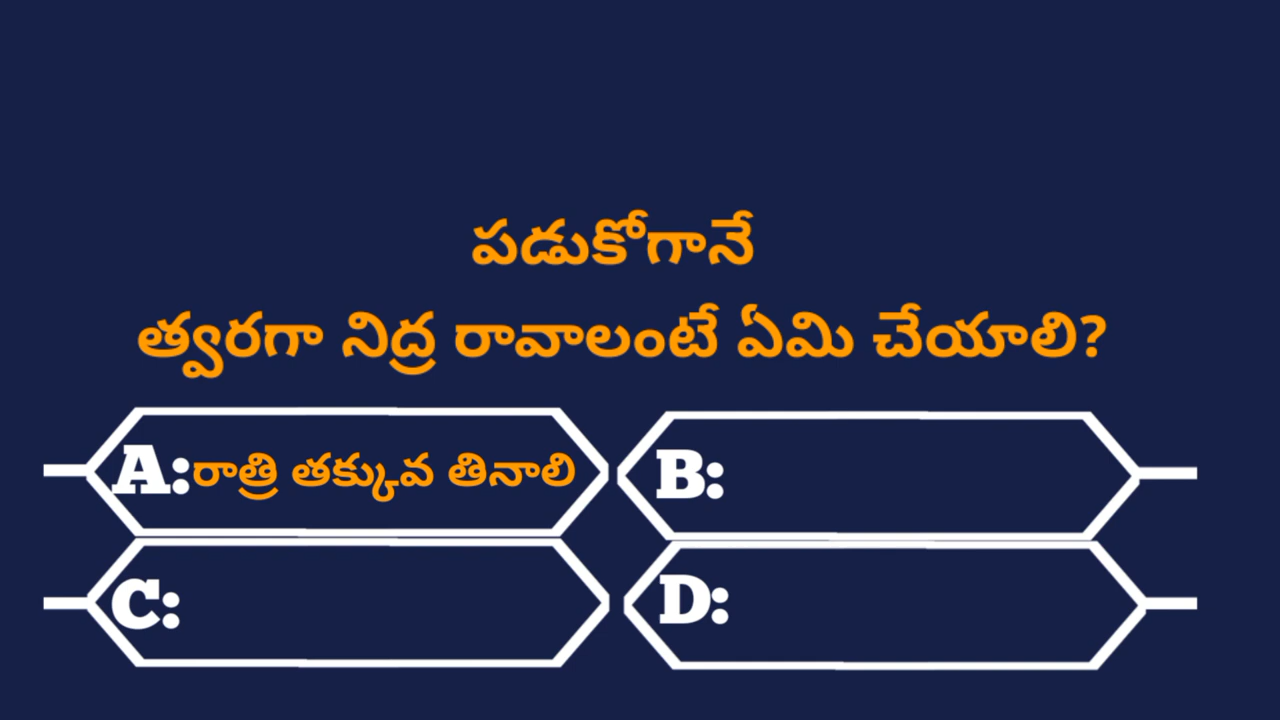 పడుకోగానే
త్వరగా నిద్ర రావాలంటే ఏమి చేయాలి?
A:రాత్రి తక్కువ తినాలి
B:
C:
D: